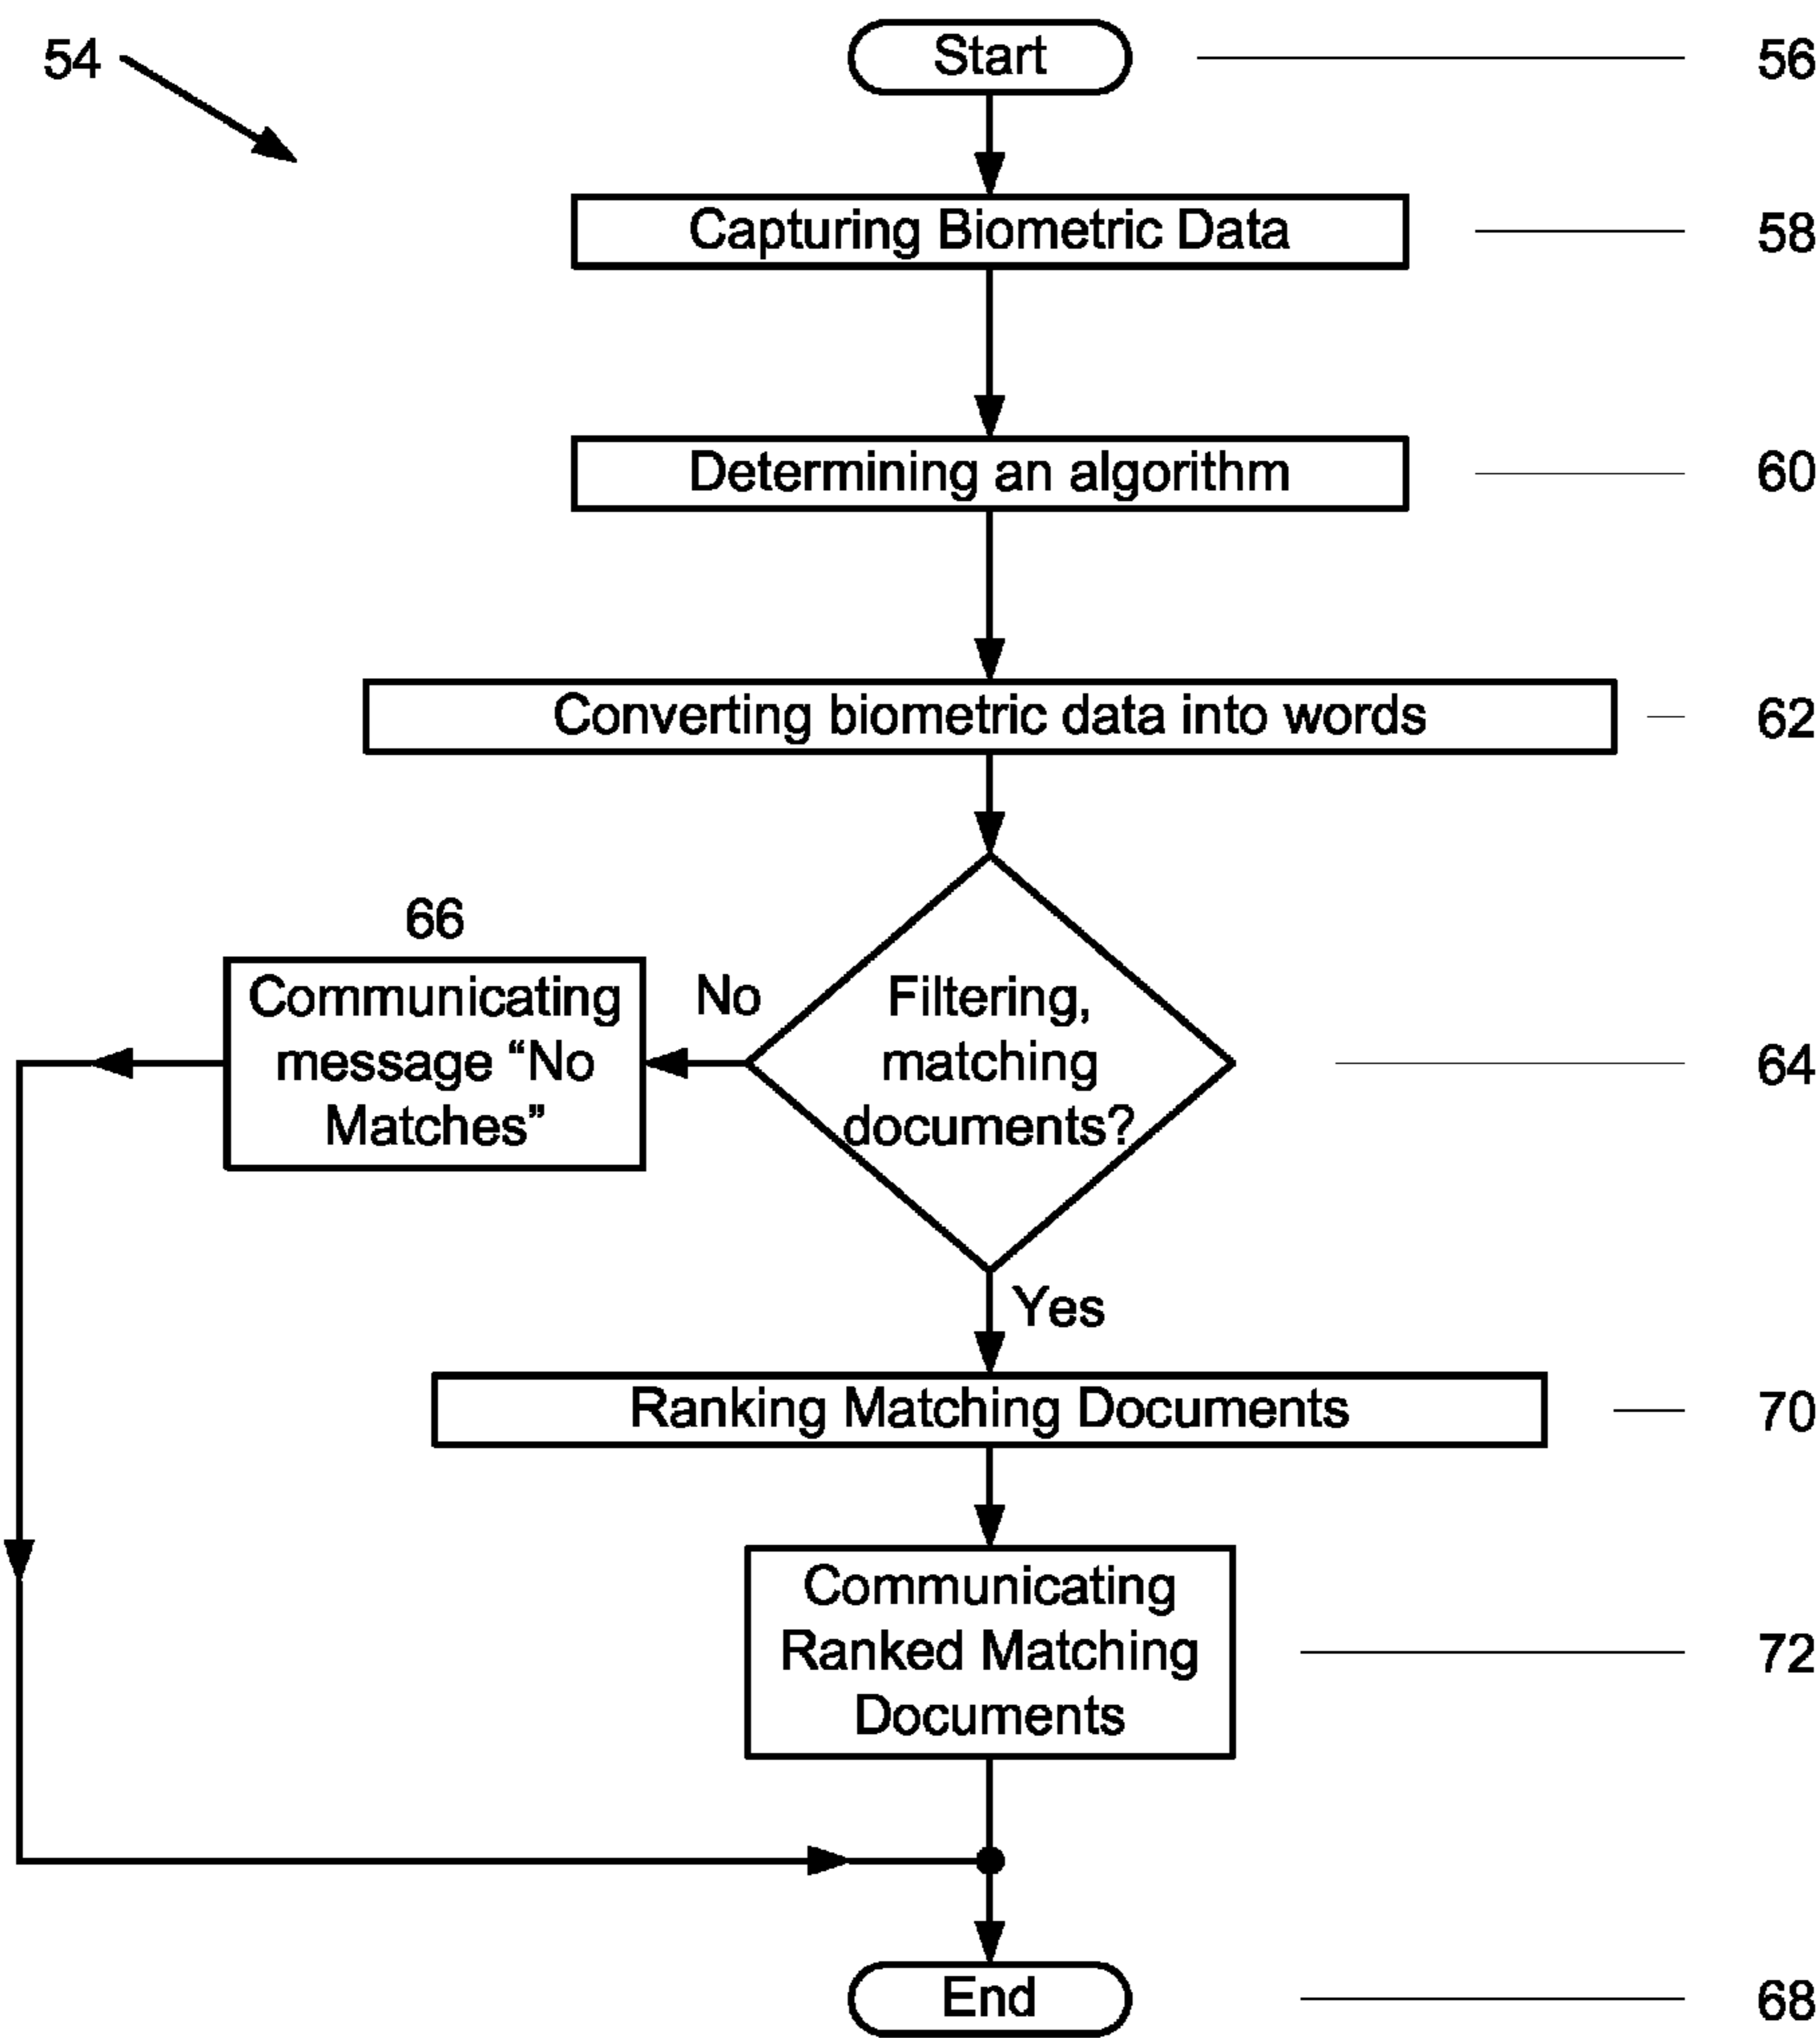 54
Start
56
Capturing Biometric Data
58
Determining an algorithm
60
Converting biometric data into words
62
66
Communicating
message “No
Matches”
No
Filtering,
matching
documents?
64
Yes
Ranking Matching Documents
70
Communicating
Ranked Matching
Documents
72
End
68